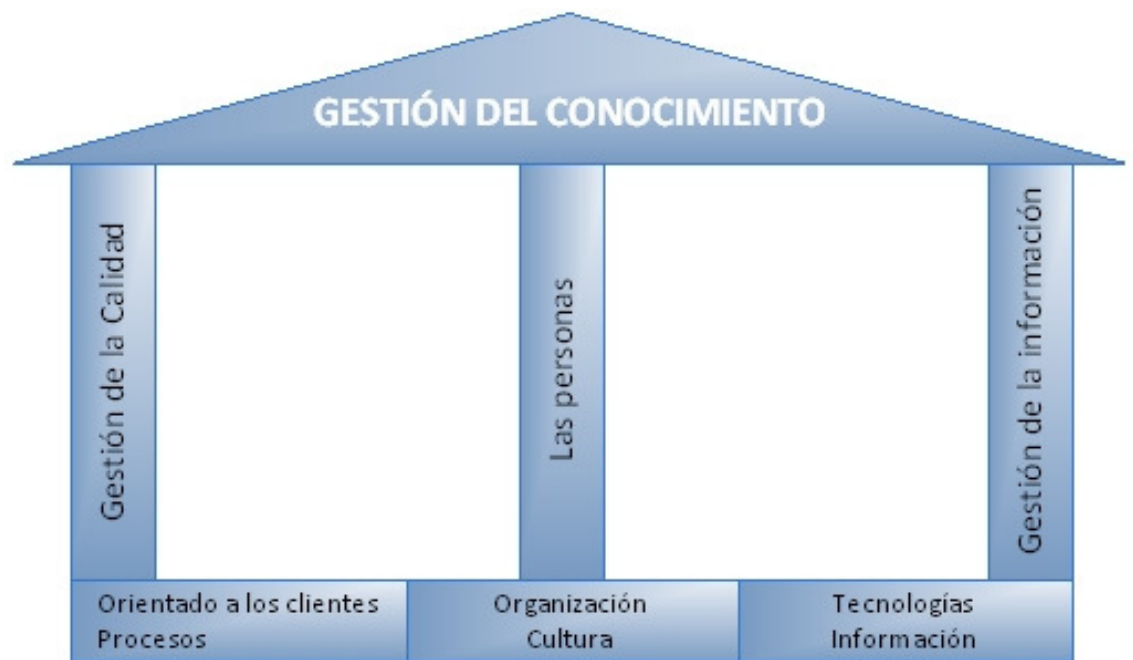 GESTIÓN DEL CONOCIMIENTO
Gestión de la Calidad
Las personas
Gestión de la información
Orientado a los clientes
Procesos
Organización
Cultura
Tecnologías
Información